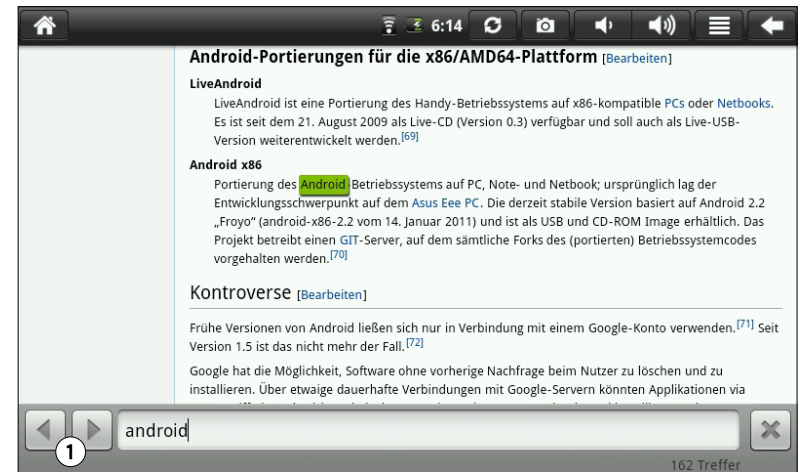 6:14
Android-Portierungen für die x86/AMD64-Plattform [Bearbeiten]
LiveAndroid
LiveAndroid ist eine Portierung des Handy-Betriebssystems auf x86-kompatible PCs oder Netbooks.
Es ist seit dem 21. August 2009 als Live-CD (Version 0.3) verfügbar und soll auch als Live-USB-
Version weiterentwickelt werden.[69]
Android x86
Portierung des Android-Betriebssystems auf PC, Note- und Netbook; ursprünglich lag der
Entwicklungsschwerpunkt auf dem Asus Eee PC. Die derzeit stabile Version basiert auf Android 2.2
„Froyo“ (android-x86-2.2 vom 14. Januar 2011) und ist als USB und CD-ROM Image erhältlich. Das
Projekt betreibt einen GIT-Server, auf dem sämtliche Forks des (portierten) Betriebssystemcodes
vorgehalten werden.[70]
Kontroverse [Bearbeiten]
Frühe Versionen von Android ließen sich nur in Verbindung mit einem Google-Konto verwenden.[71] Seit
Version 1.5 ist das nicht mehr der Fall.[72]
Google hat die Möglichkeit, Software ohne vorherige Nachfrage beim Nutzer zu löschen und zu
installieren. Über etwaige dauerhafte Verbindungen mit Google-Servern könnten Applikationen via
android
1
162 Treffer